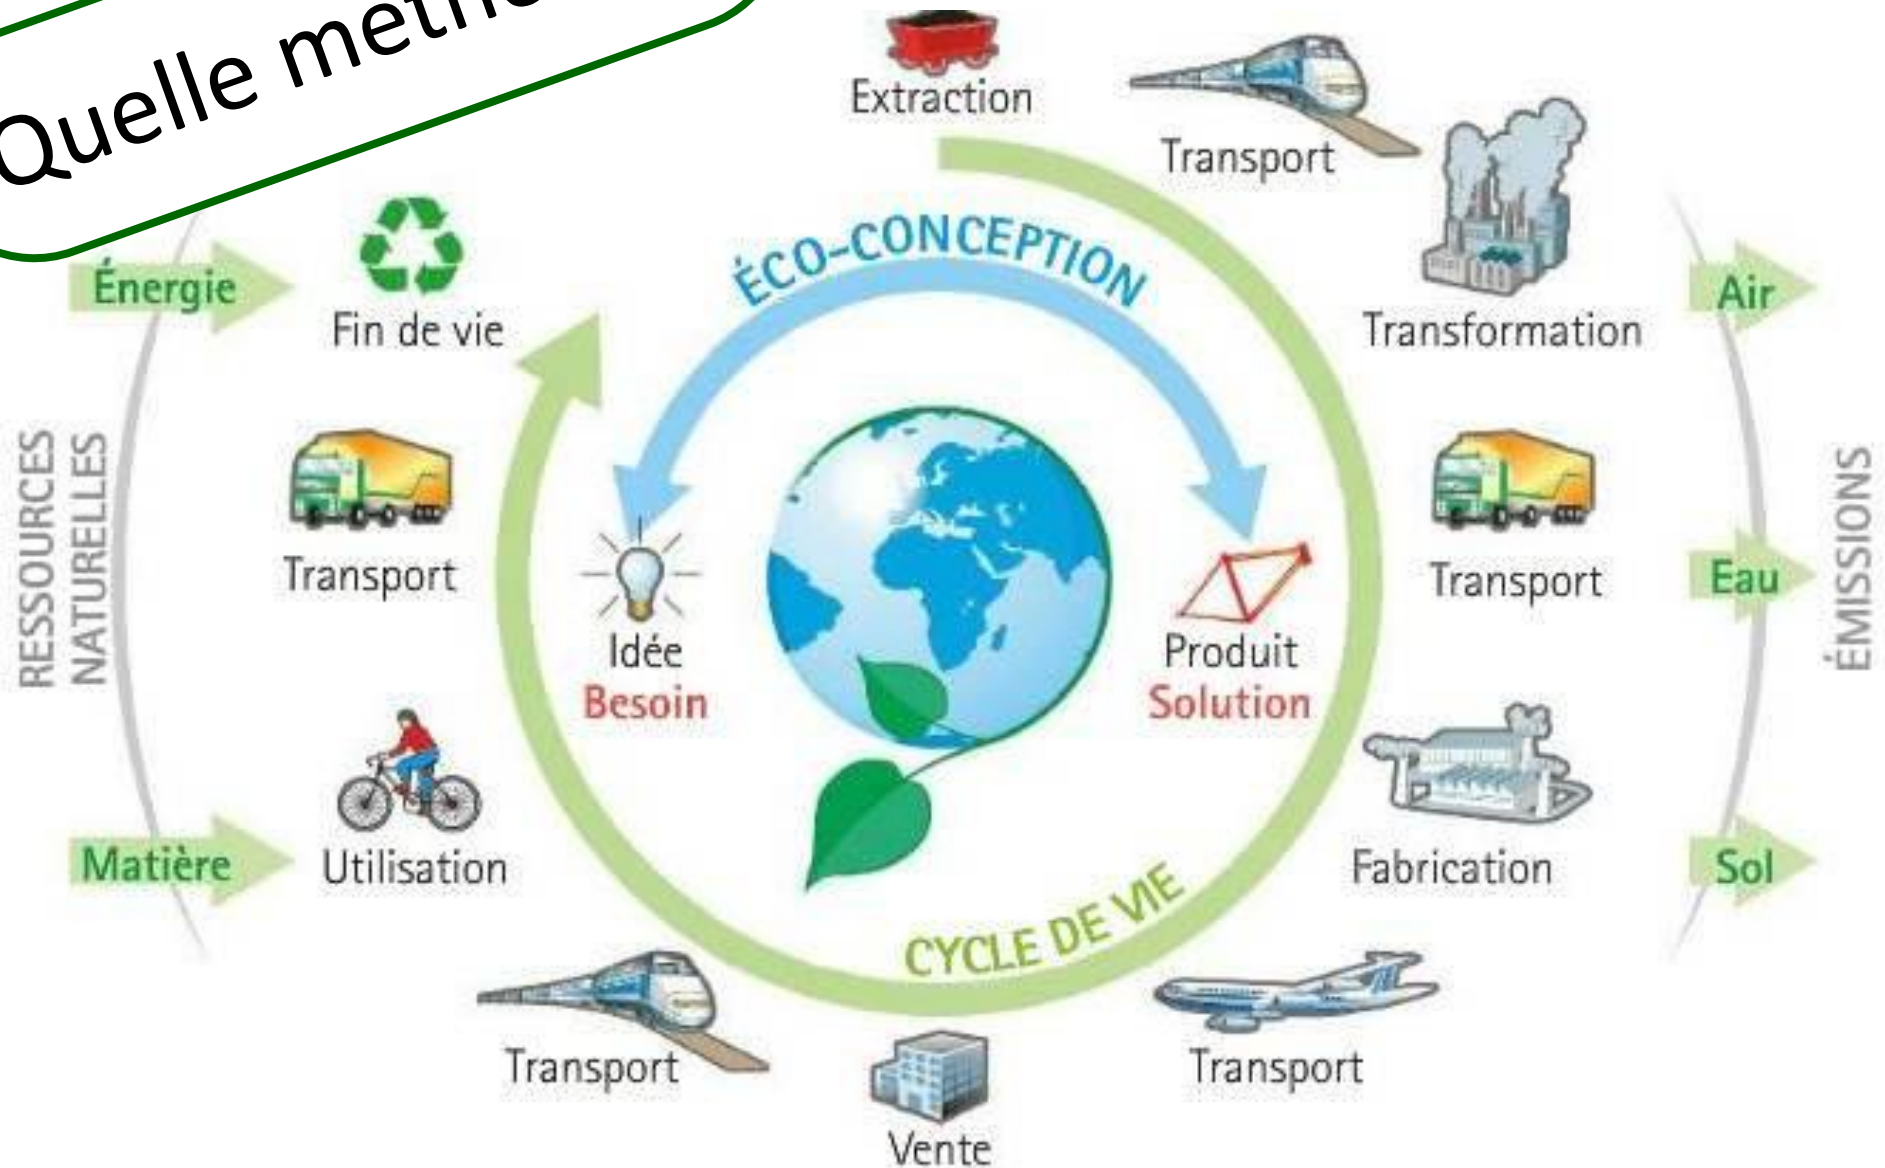 Quelle
Extraction
Transport
Transformation
Transport
Fabrication
Transport
Vente
Transport
Utilisation
Transport
Fin de vie
ÉCO-CONCEPTION
Idée
Besoin
Produit
Solution
CYCLE DE VIE
RESSOURCES
NATURELLES
Énergie
Matière
Air
Eau
Sol
ÉMISSIONS